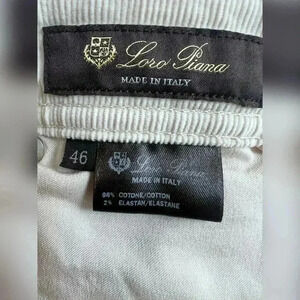 Loro Piana
MADE IN ITALY
46
Loro Piana
MADE IN ITALY
98% COTONE/COTTON
2% ELASTAN/ELASTANE